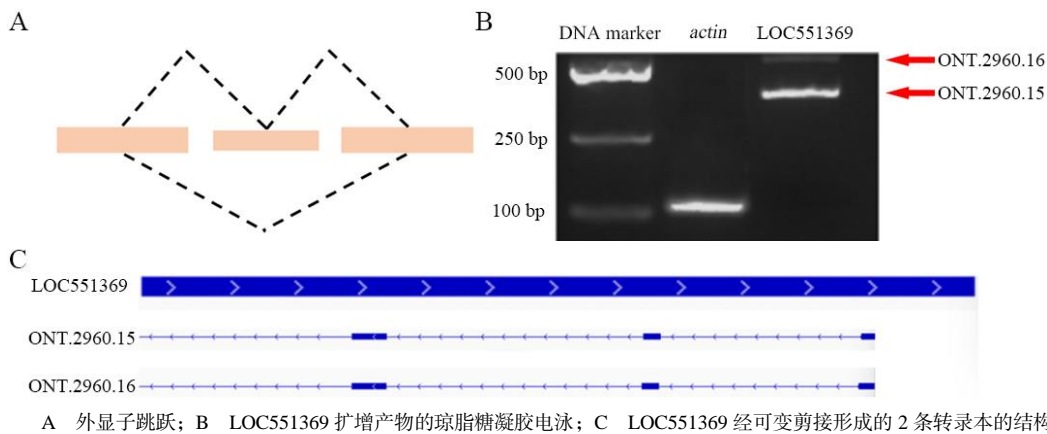 A
B
DNA marker actin LOC551369
500 bp
ONT.2960.16
ONT.2960.15
250 bp
100 bp
C
LOC551369
ONT.2960.15
ONT.2960.16
A 外显子跳跃；B LOC551369 扩增产物的琼脂糖凝胶电泳；C LOC551369 经可变剪接形成的 2 条转录本的结构